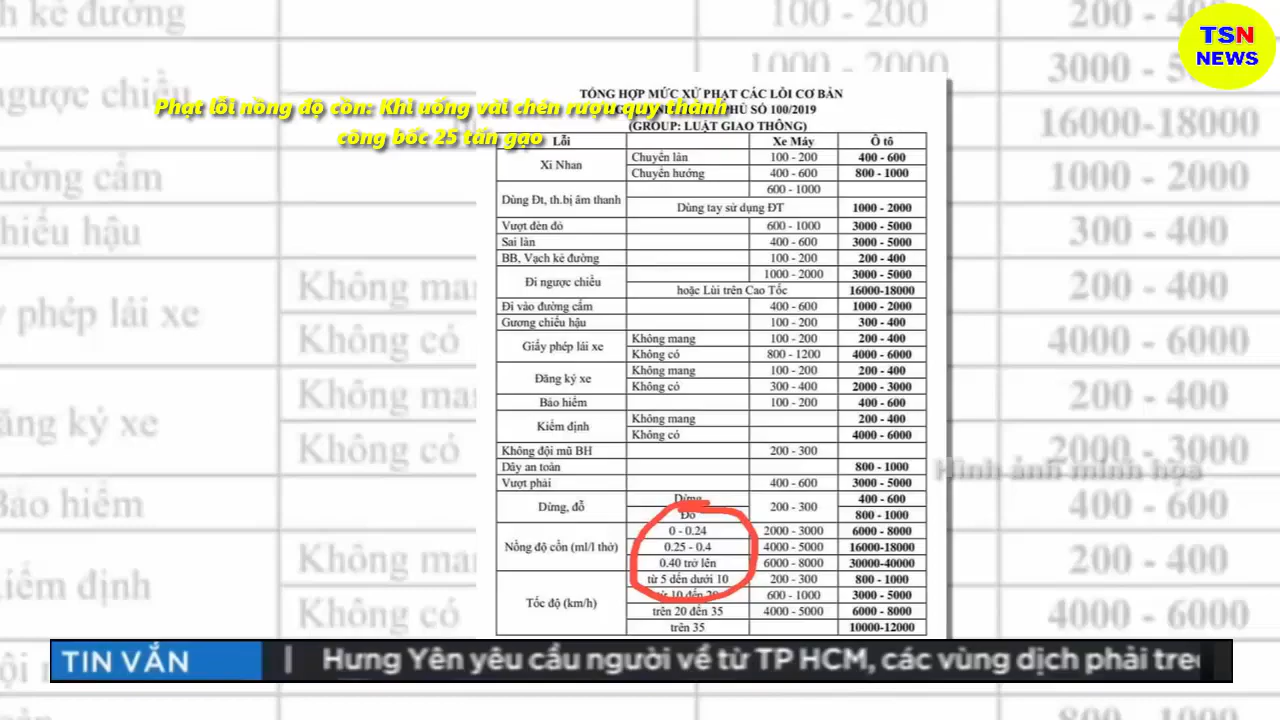 TSN
NEWS
Phạt lỗi nồng độ cồn: Khi uống vài chén rượu quy thành
công bốc 25 tấn gạo
TỔNG HỢP MỨC XỬ PHẠT CÁC LỖI CƠ BẢN
PHỦ SỐ 100/2019
(GROUP: LUẬT GIAO THÔNG)
Lỗi Xe Máy Ô tô
Xi Nhan Chuyển làn 100 - 200 400 - 600
Chuyển hướng 400 - 600 800 - 1000
Dùng Đt, th.bị âm thanh 600 - 1000
Dùng tay sử dụng ĐT 1000 - 2000
Vượt đèn đỏ 600 - 1000 3000 - 5000
Sai làn 400 - 600 3000 - 5000
BB, Vạch kẻ đường 100 - 200 200 - 400
Đi ngược chiều 1000 - 2000 3000 - 5000
hoặc Lùi trên Cao Tốc 16000-18000
Đi vào đường cấm 400 - 600 1000 - 2000
Gương chiếu hậu 100 - 200 300 - 400
Giấy phép lái xe Không mang 100 - 200 200 - 400
Không có 800 - 1200 4000 - 6000
Đăng ký xe Không mang 100 - 200 200 - 400
Không có 300 - 400 2000 - 3000
Bảo hiểm 100 - 200 400 - 600
Kiểm định Không mang 200 - 400
Không có 4000 - 6000
Không đội mũ BH 200 - 300
Dây an toàn 800 - 1000
Vượt phải 400 - 600 3000 - 5000
Dừng, đỗ Dừng 200 - 300 400 - 600
Đỗ 800 - 1000
Nồng độ cồn (ml/l thở) 0 - 0.24 2000 - 3000 6000 - 8000
0.25 - 0.4 4000 - 5000 16000-18000
0.40 trở lên 6000 - 8000 30000-40000
Tốc độ (km/h) từ 5 đến dưới 10 200 - 300 800 - 1000
từ 10 đến 20 600 - 1000 3000 - 5000
trên 20 đến 35 4000 - 5000 6000 - 8000
trên 35 10000-12000
Hình ảnh minh họa
TIN VẮN | Hưng Yên yêu cầu người về từ TP HCM, các vùng dịch phải treo